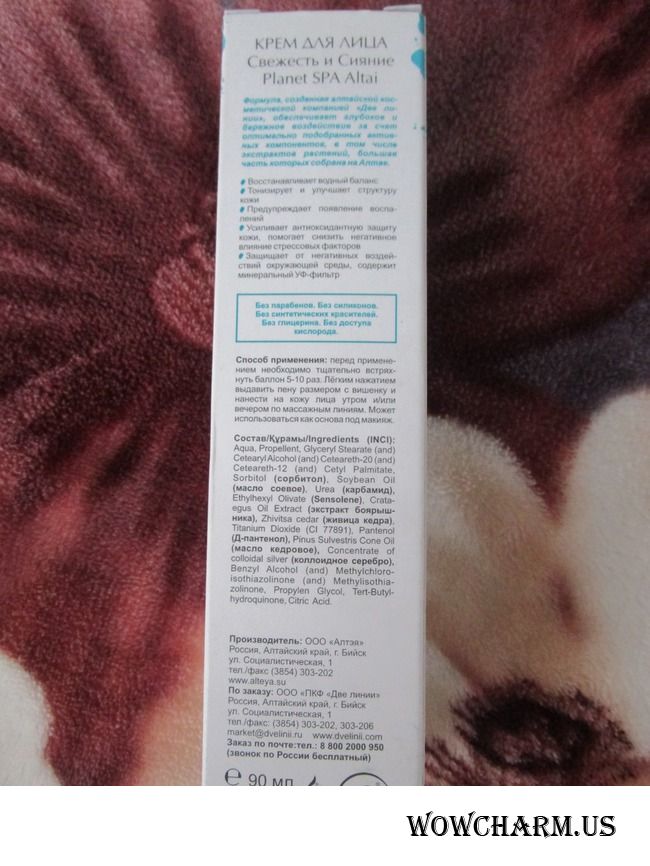 КРЕМ ДЛЯ ЛИЦА
Свежесть и Сияние
Planet SPA Altai
Формула, созданная алтайской кос-
метической компанией «Две ли-
нии», обеспечивает глубокое и
бережное воздействие за счет
оптимально подобранных актив-
ных компонентов, в том числе
экстрактов растений, большая
часть которых собрана на Алтае.
Восстанавливает водный баланс
Тонизирует и улучшает структуру
кожи
Предупреждает появление воспа-
лений
Усиливает антиоксидантную защиту
кожи, помогает снизить негативное
влияние стрессовых факторов
Защищает от негативных воздей-
ствий окружающей среды, содержит
минеральный УФ-фильтр
Без парабенов. Без силиконов.
Без синтетических красителей.
Без глицерина. Без доступа
кислорода.
Способ применения: перед примене-
нием необходимо тщательно встрях-
нуть баллон 5-10 раз. Лёгким нажатием
выдавить пену размером с вишенку и
нанести на кожу лица утром и/или
вечером по массажным линиям. Может
использоваться как основа под макияж.
Состав/Құрамы/Ingredients (INCI):
Aqua, Propellent, Glyceryl Stearate (and)
Cetearyl Alcohol (and) Ceteareth-20 (and)
Ceteareth-12 (and) Cetyl Palmitate,
Sorbitol (сорбитол), Soybean Oil
(масло соевое), Urea (карбамид),
Ethylhexyl Olivate (Sensolene), Crata-
egus Oil Extract (экстракт боярыш-
ника), Zhivitsa cedar (живица кедра),
Titanium Dioxide (CI 77891), Pantenol
(Д-пантенол), Pinus Sulvestris Cone Oil
(масло кедровое), Concentrate of
colloidal silver (коллоидное серебро),
Benzyl Alcohol (and) Methylchloro-
isothiazolinone (and) Methylisothia-
zolinone, Propylen Glycol, Tert-Butyl-
hydroquinone, Citric Acid.
Производитель: ООО «Алтэя»
Россия, Алтайский край, г. Бийск
ул. Социалистическая, 1
тел./факс (3854) 303-202
www.alteya.su
По заказу: ООО «ПКФ «Две линии»
Россия, Алтайский край, г. Бийск
ул. Социалистическая, 1
тел./факс: (3854) 303-202, 303-206
market@dvelinii.ru www.dvelinii.com
Заказ по почте:тел.: 8 800 2000 950
(звонок по России бесплатный)
℮ 90 мл
WOWCHARM.US